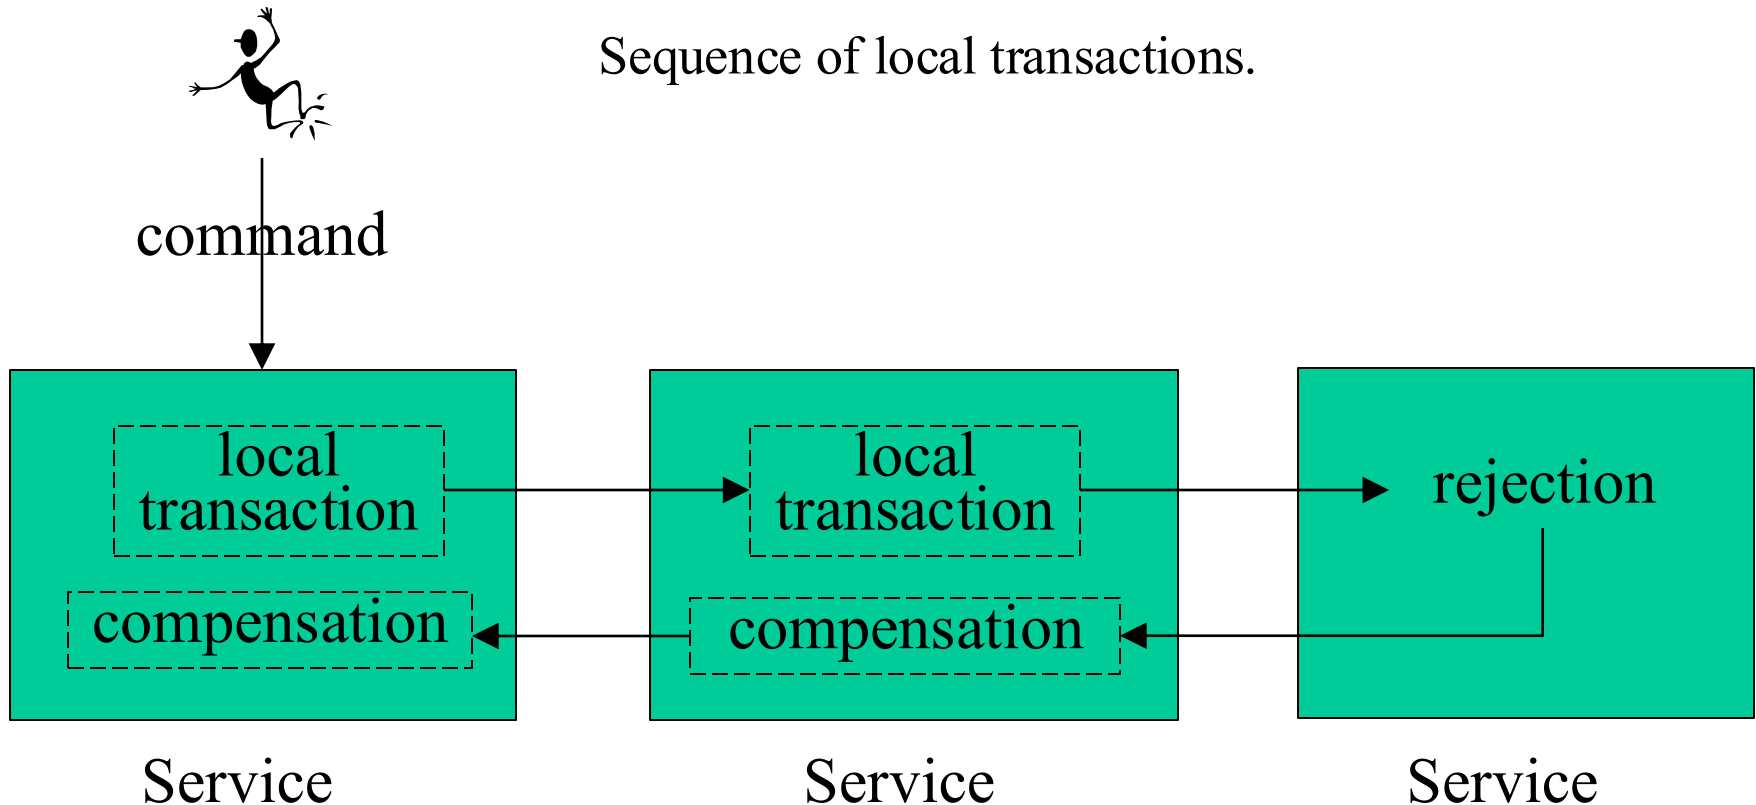 Sequence of local transactions.
command
local
transaction
local
transaction
rejection
compensation
compensation
Service
Service
Service